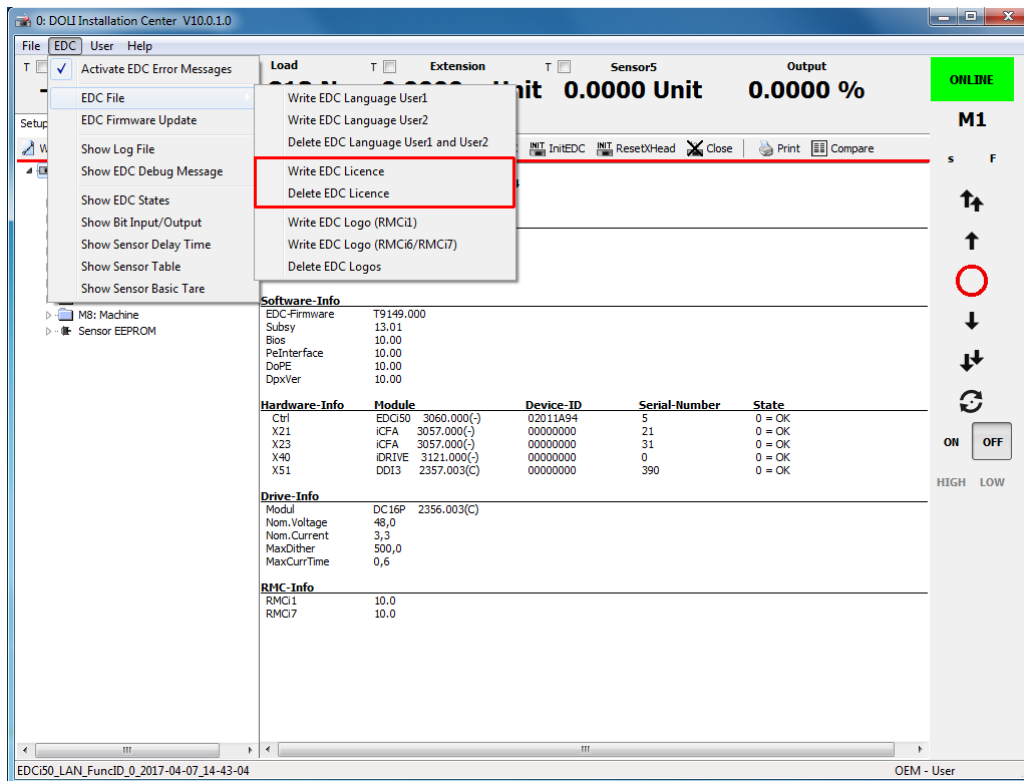 0: DOLI Installation Center V10.0.1.0
File EDC User Help
T Load T Extension T Sensor5 Output
Unit 0.0000 Unit 0.0000 %
Activate EDC Error Messages
EDC File
EDC Firmware Update
Show Log File
Show EDC Debug Message
Show EDC States
Show Bit Input/Output
Show Sensor Delay Time
Show Sensor Table
Show Sensor Basic Tare
Write EDC Language User1
Write EDC Language User2
Delete EDC Language User1 and User2
Write EDC Licence
Delete EDC Licence
Write EDC Logo (RMCi1)
Write EDC Logo (RMCi6/RMCi7)
Delete EDC Logos
Setup
INIT InitEDC INIT ResetXHead Close Print Compare
M8: Machine
Sensor EEPROM
Software-Info
EDC-Firmware T9149.000
Subsy 13.01
Bios 10.00
PeInterface 10.00
DoPE 10.00
DpxVer 10.00
Hardware-Info Module Device-ID Serial-Number State
Ctrl EDCi50 3060.000(-) 02011A94 5 0 = OK
X21 iCFA 3057.000(-) 00000000 21 0 = OK
X23 iCFA 3057.000(-) 00000000 31 0 = OK
X40 iDRIVE 3121.000(-) 00000000 0 0 = OK
X51 DDI3 2357.003(C) 00000000 390 0 = OK
Drive-Info
Modul DC16P 2356.003(C)
Nom.Voltage 48,0
Nom.Current 3,3
MaxDither 500,0
MaxCurrTime 0,6
RMC-Info
RMCi1 10.0
RMCi7 10.0
ONLINE
M1
s F
ON OFF
HIGH LOW
EDCi50_LAN_FuncID_0_2017-04-07_14-43-04 OEM - User